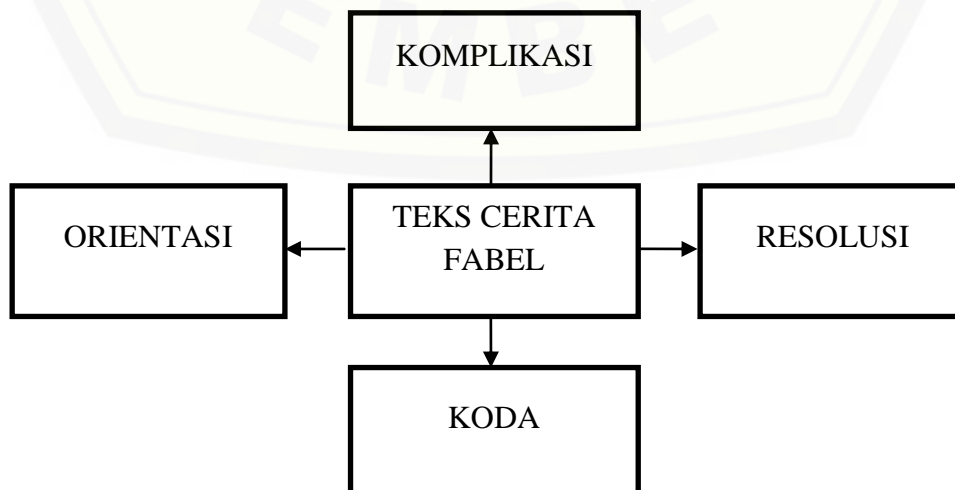 KOMPLIKASI
ORIENTASI
TEKS CERITA
FABEL
RESOLUSI
KODA